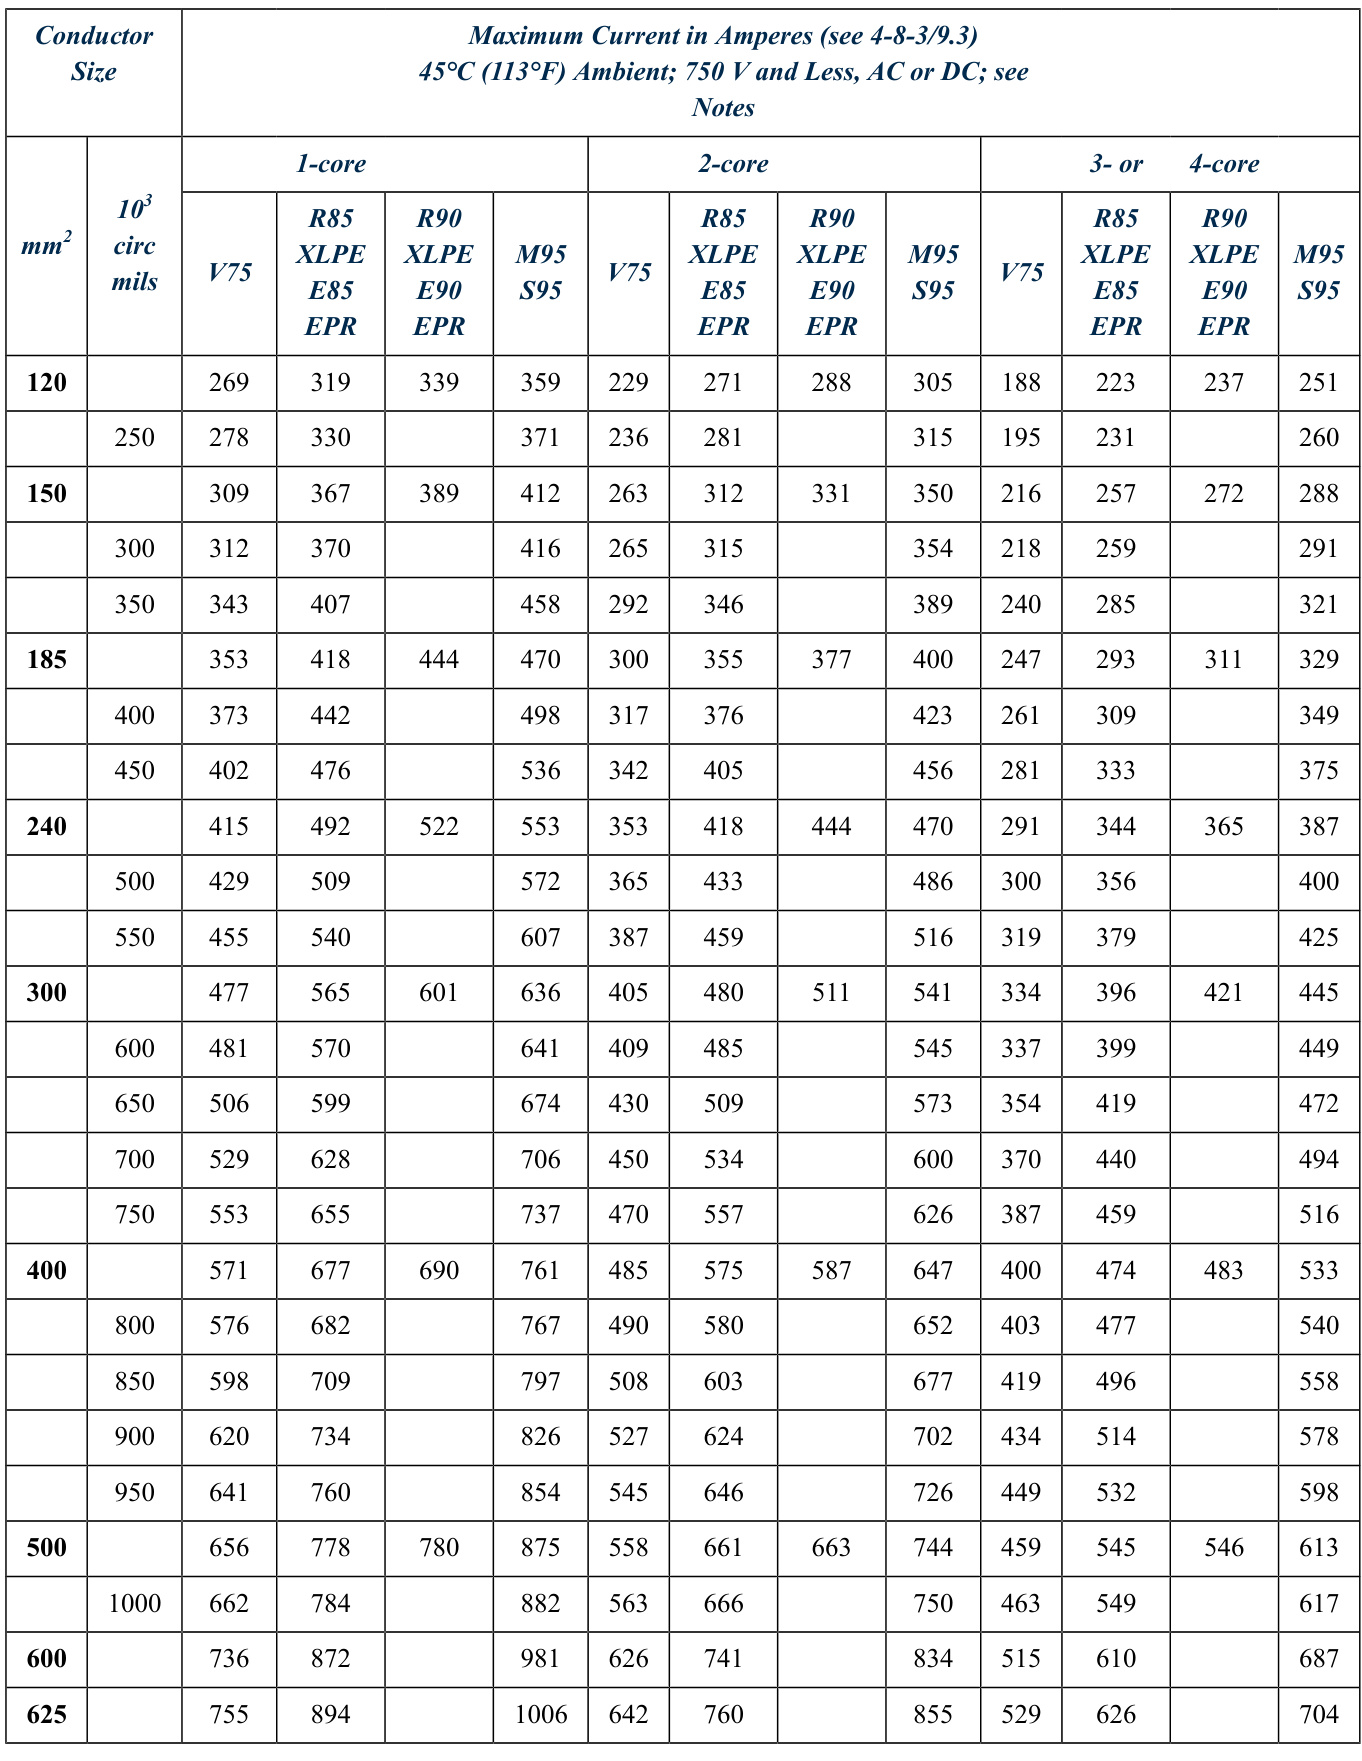 Conductor
Size
Maximum Current in Amperes (see 4-8-3/9.3)
45°C (113°F) Ambient; 750 V and Less, AC or DC; see
Notes
mm²
10³
circ
mils
1-core
2-core
3- or 4-core
V75
R85
XLPE
E85
EPR
R90
XLPE
E90
EPR
M95
S95
V75
R85
XLPE
E85
EPR
R90
XLPE
E90
EPR
M95
S95
V75
R85
XLPE
E85
EPR
R90
XLPE
E90
EPR
M95
S95
120 269 319 339 359 229 271 288 305 188 223 237 251
250 278 330 371 236 281 315 195 231 260
150 309 367 389 412 263 312 331 350 216 257 272 288
300 312 370 416 265 315 354 218 259 291
350 343 407 458 292 346 389 240 285 321
185 353 418 444 470 300 355 377 400 247 293 311 329
400 373 442 498 317 376 423 261 309 349
450 402 476 536 342 405 456 281 333 375
240 415 492 522 553 353 418 444 470 291 344 365 387
500 429 509 572 365 433 486 300 356 400
550 455 540 607 387 459 516 319 379 425
300 477 565 601 636 405 480 511 541 334 396 421 445
600 481 570 641 409 485 545 337 399 449
650 506 599 674 430 509 573 354 419 472
700 529 628 706 450 534 600 370 440 494
750 553 655 737 470 557 626 387 459 516
400 571 677 690 761 485 575 587 647 400 474 483 533
800 576 682 767 490 580 652 403 477 540
850 598 709 797 508 603 677 419 496 558
900 620 734 826 527 624 702 434 514 578
950 641 760 854 545 646 726 449 532 598
500 656 778 780 875 558 661 663 744 459 545 546 613
1000 662 784 882 563 666 750 463 549 617
600 736 872 981 626 741 834 515 610 687
625 755 894 1006 642 760 855 529 626 704